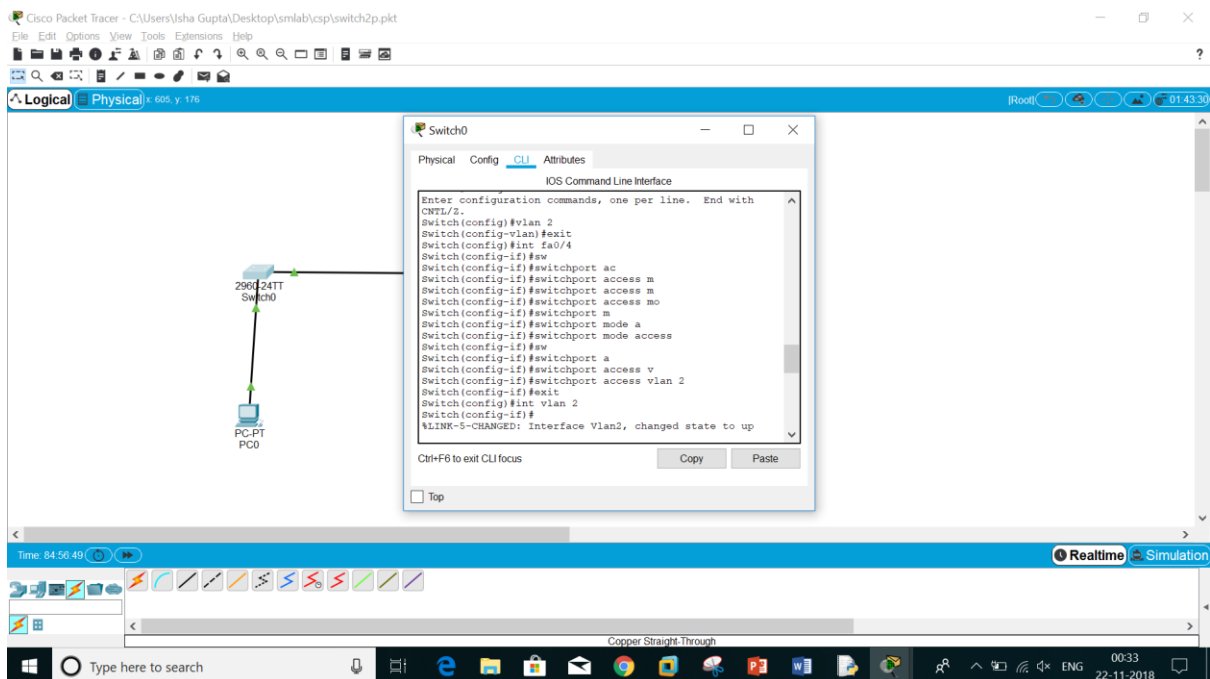 Cisco Packet Tracer - C:\Users\Isha Gupta\Desktop\smlab\csp\switch2p.pkt
File Edit Options View Tools Extensions Help
?
Logical Physical x: 605, y: 176
[Root] 01:43:30
Switch0
Physical Config CLI Attributes
IOS Command Line Interface
Enter configuration commands, one per line. End with
CNTL/Z.
Switch(config)#vlan 2
Switch(config-vlan)#exit
Switch(config)#int fa0/4
Switch(config-if)#sw
Switch(config-if)#switchport ac
Switch(config-if)#switchport access m
Switch(config-if)#switchport access m
Switch(config-if)#switchport access mo
Switch(config-if)#switchport m
Switch(config-if)#switchport mode a
Switch(config-if)#switchport mode access
Switch(config-if)#sw
Switch(config-if)#switchport a
Switch(config-if)#switchport access v
Switch(config-if)#switchport access vlan 2
Switch(config-if)#exit
Switch(config)#int vlan 2
Switch(config-if)#
%LINK-5-CHANGED: Interface Vlan2, changed state to up
Ctrl+F6 to exit CLI focus
Copy Paste
Top
2960-24TT
Switch0
PC-PT
PC0
Time: 84:56:49
Realtime Simulation
Copper Straight-Through
Type here to search
ENG
00:33
22-11-2018